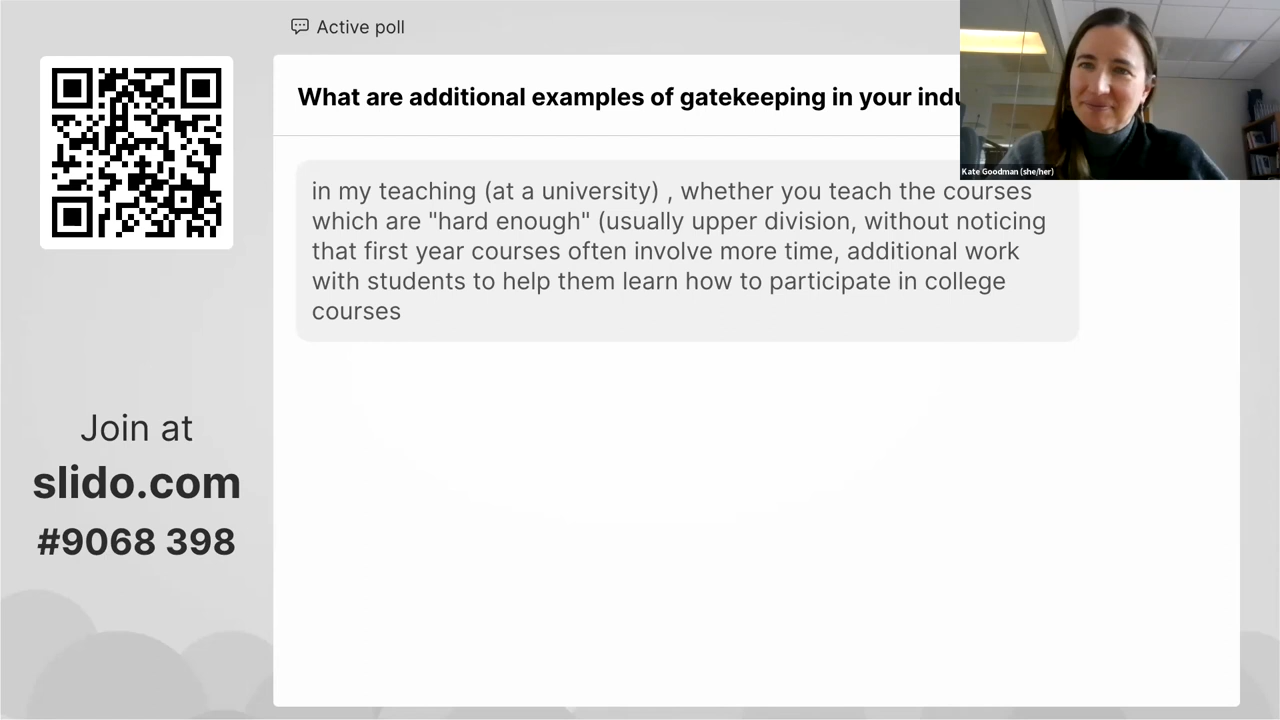 Active poll
What are additional examples of gatekeeping in your
Kate Goodman (she/her)
in my teaching (at a university) , whether you teach the courses
which are "hard enough" (usually upper division, without noticing
that first year courses often involve more time, additional work
with students to help them learn how to participate in college
courses
Join at
slido.com
#9068 398